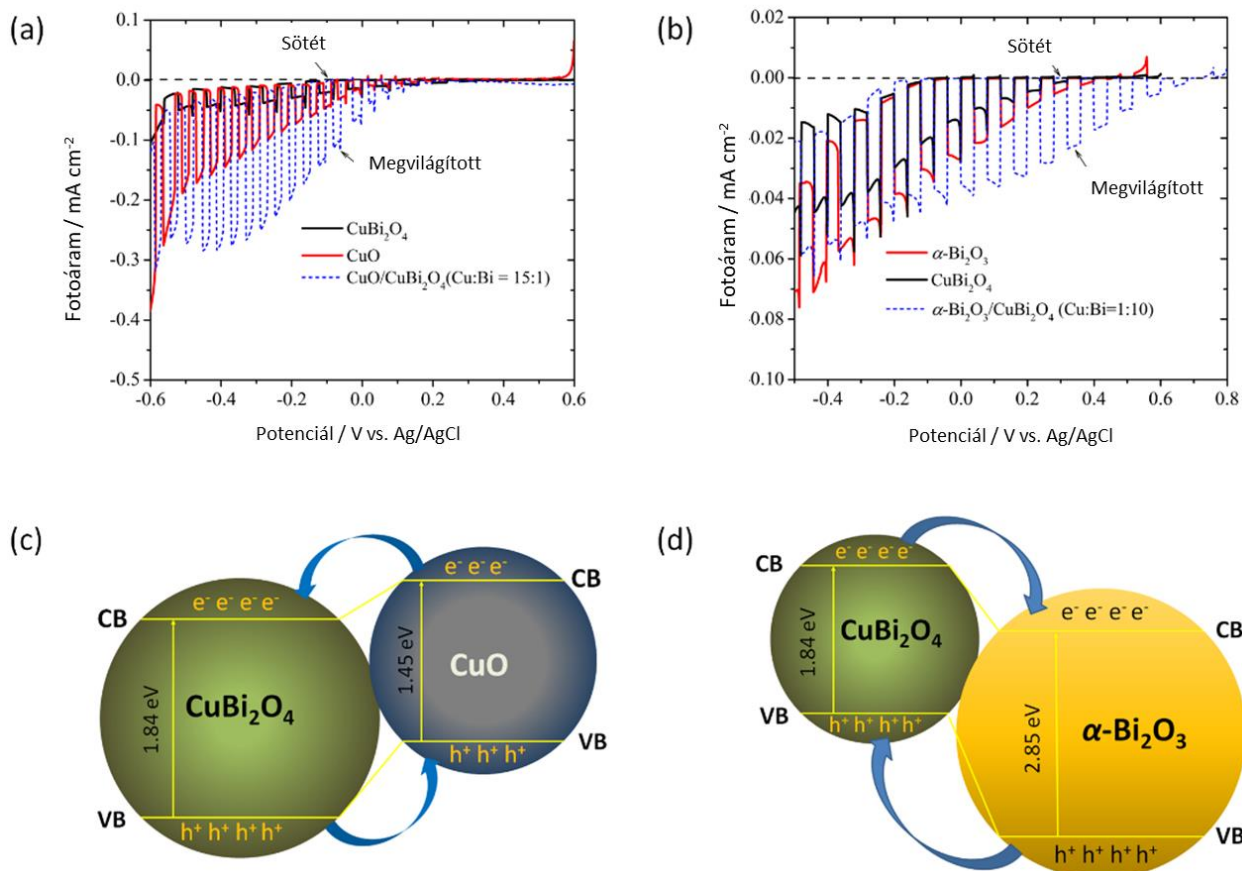 (a)
0.1
0.0
-0.1
-0.2
-0.3
-0.4
-0.5
Fotoáram / mA cm⁻²
Sötét
Megvilágított
CuBi₂O₄
CuO
CuO/CuBi₂O₄(Cu:Bi = 15:1)
-0.6 -0.4 -0.2 0.0 0.2 0.4 0.6
Potenciál / V vs. Ag/AgCl
(b)
0.02
0.00
0.02
0.04
0.06
0.08
0.10
Fotoáram / mA cm⁻²
Sötét
Megvilágított
α-Bi₂O₃
CuBi₂O₄
α-Bi₂O₃/CuBi₂O₄ (Cu:Bi=1:10)
-0.4 -0.2 0.0 0.2 0.4 0.6 0.8
Potenciál / V vs. Ag/AgCl
(c)
CB
e⁻ e⁻ e⁻ e⁻
1.84 eV
CuBi₂O₄
VB
h⁺ h⁺ h⁺ h⁺
e⁻ e⁻ e⁻
CB
1.45 eV
CuO
VB
h⁺ h⁺ h⁺
(d)
CB
e⁻ e⁻ e⁻ e⁻
1.84 eV
CuBi₂O₄
VB
h⁺ h⁺ h⁺ h⁺
e⁻ e⁻ e⁻ e⁻
CB
2.85 eV
α-Bi₂O₃
VB
h⁺ h⁺ h⁺ h⁺